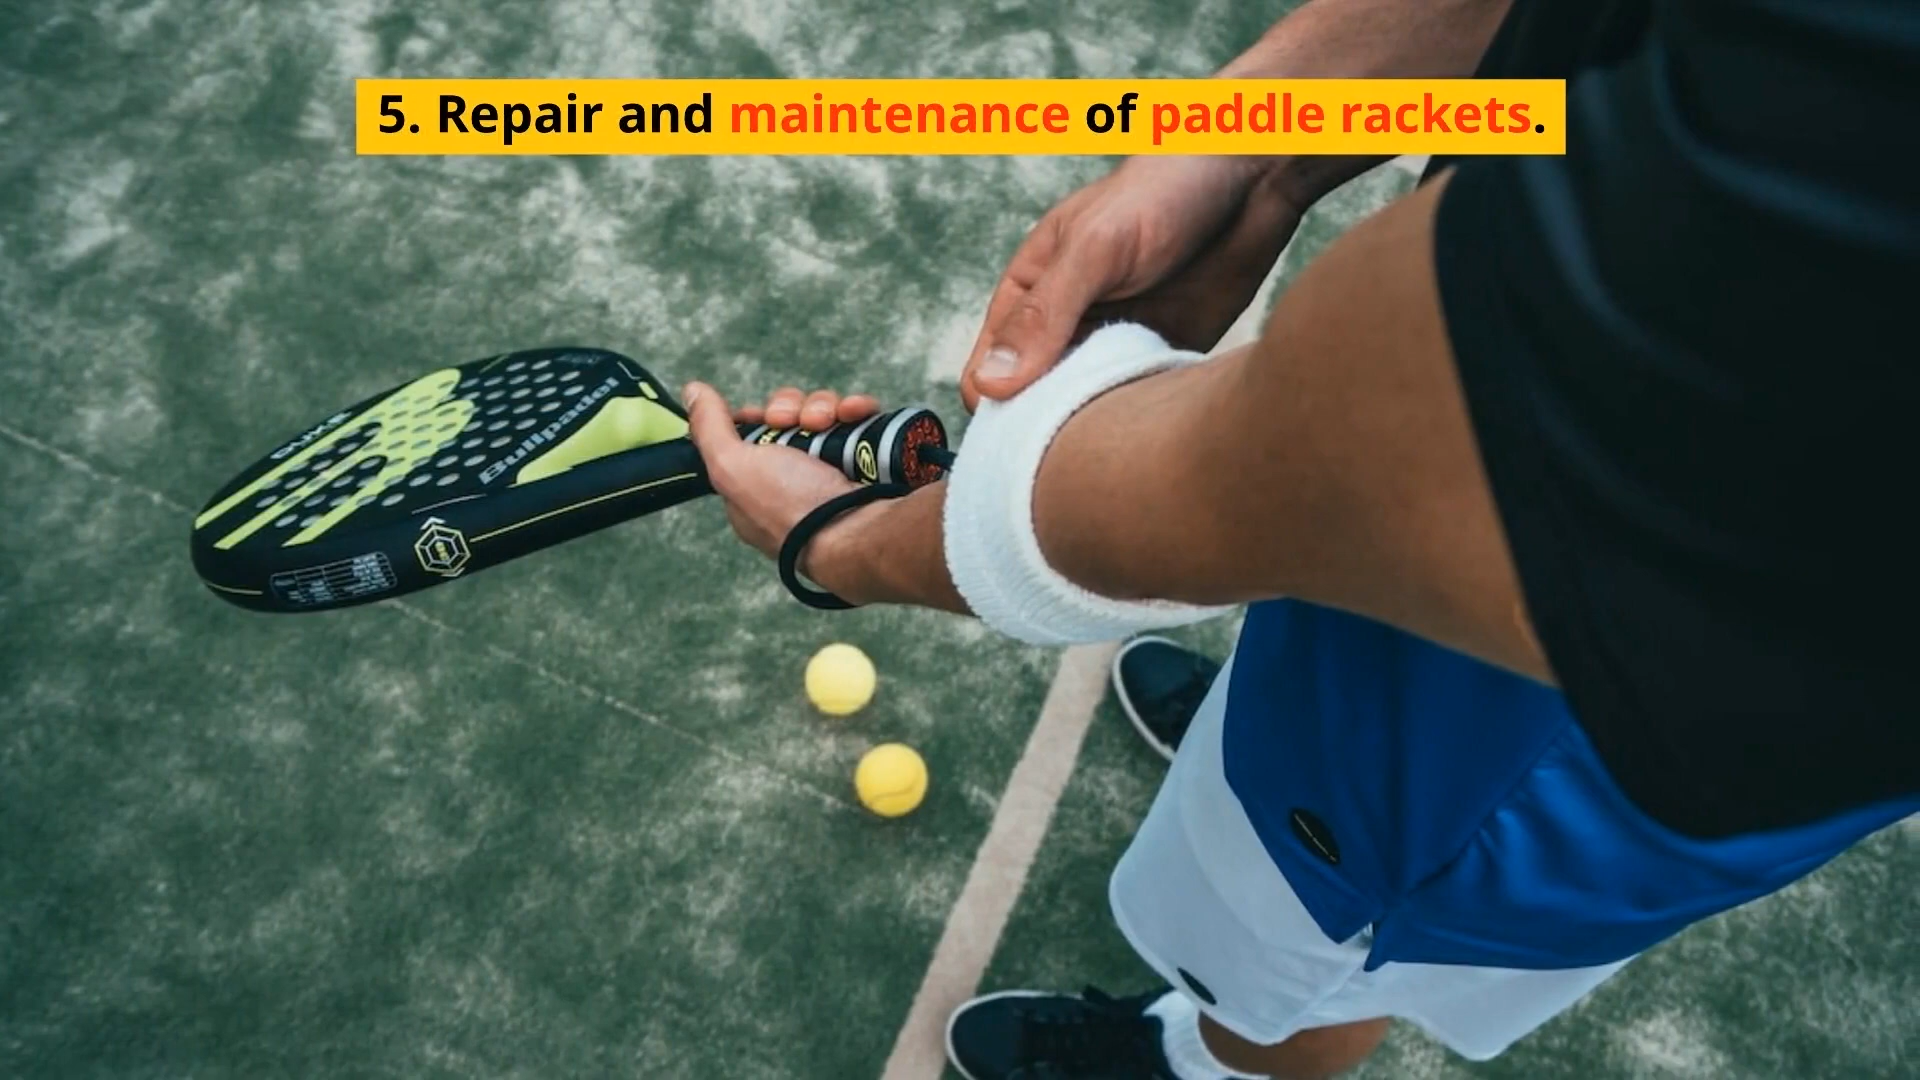 5. Repair and maintenance of paddle rackets.
Bullpadel